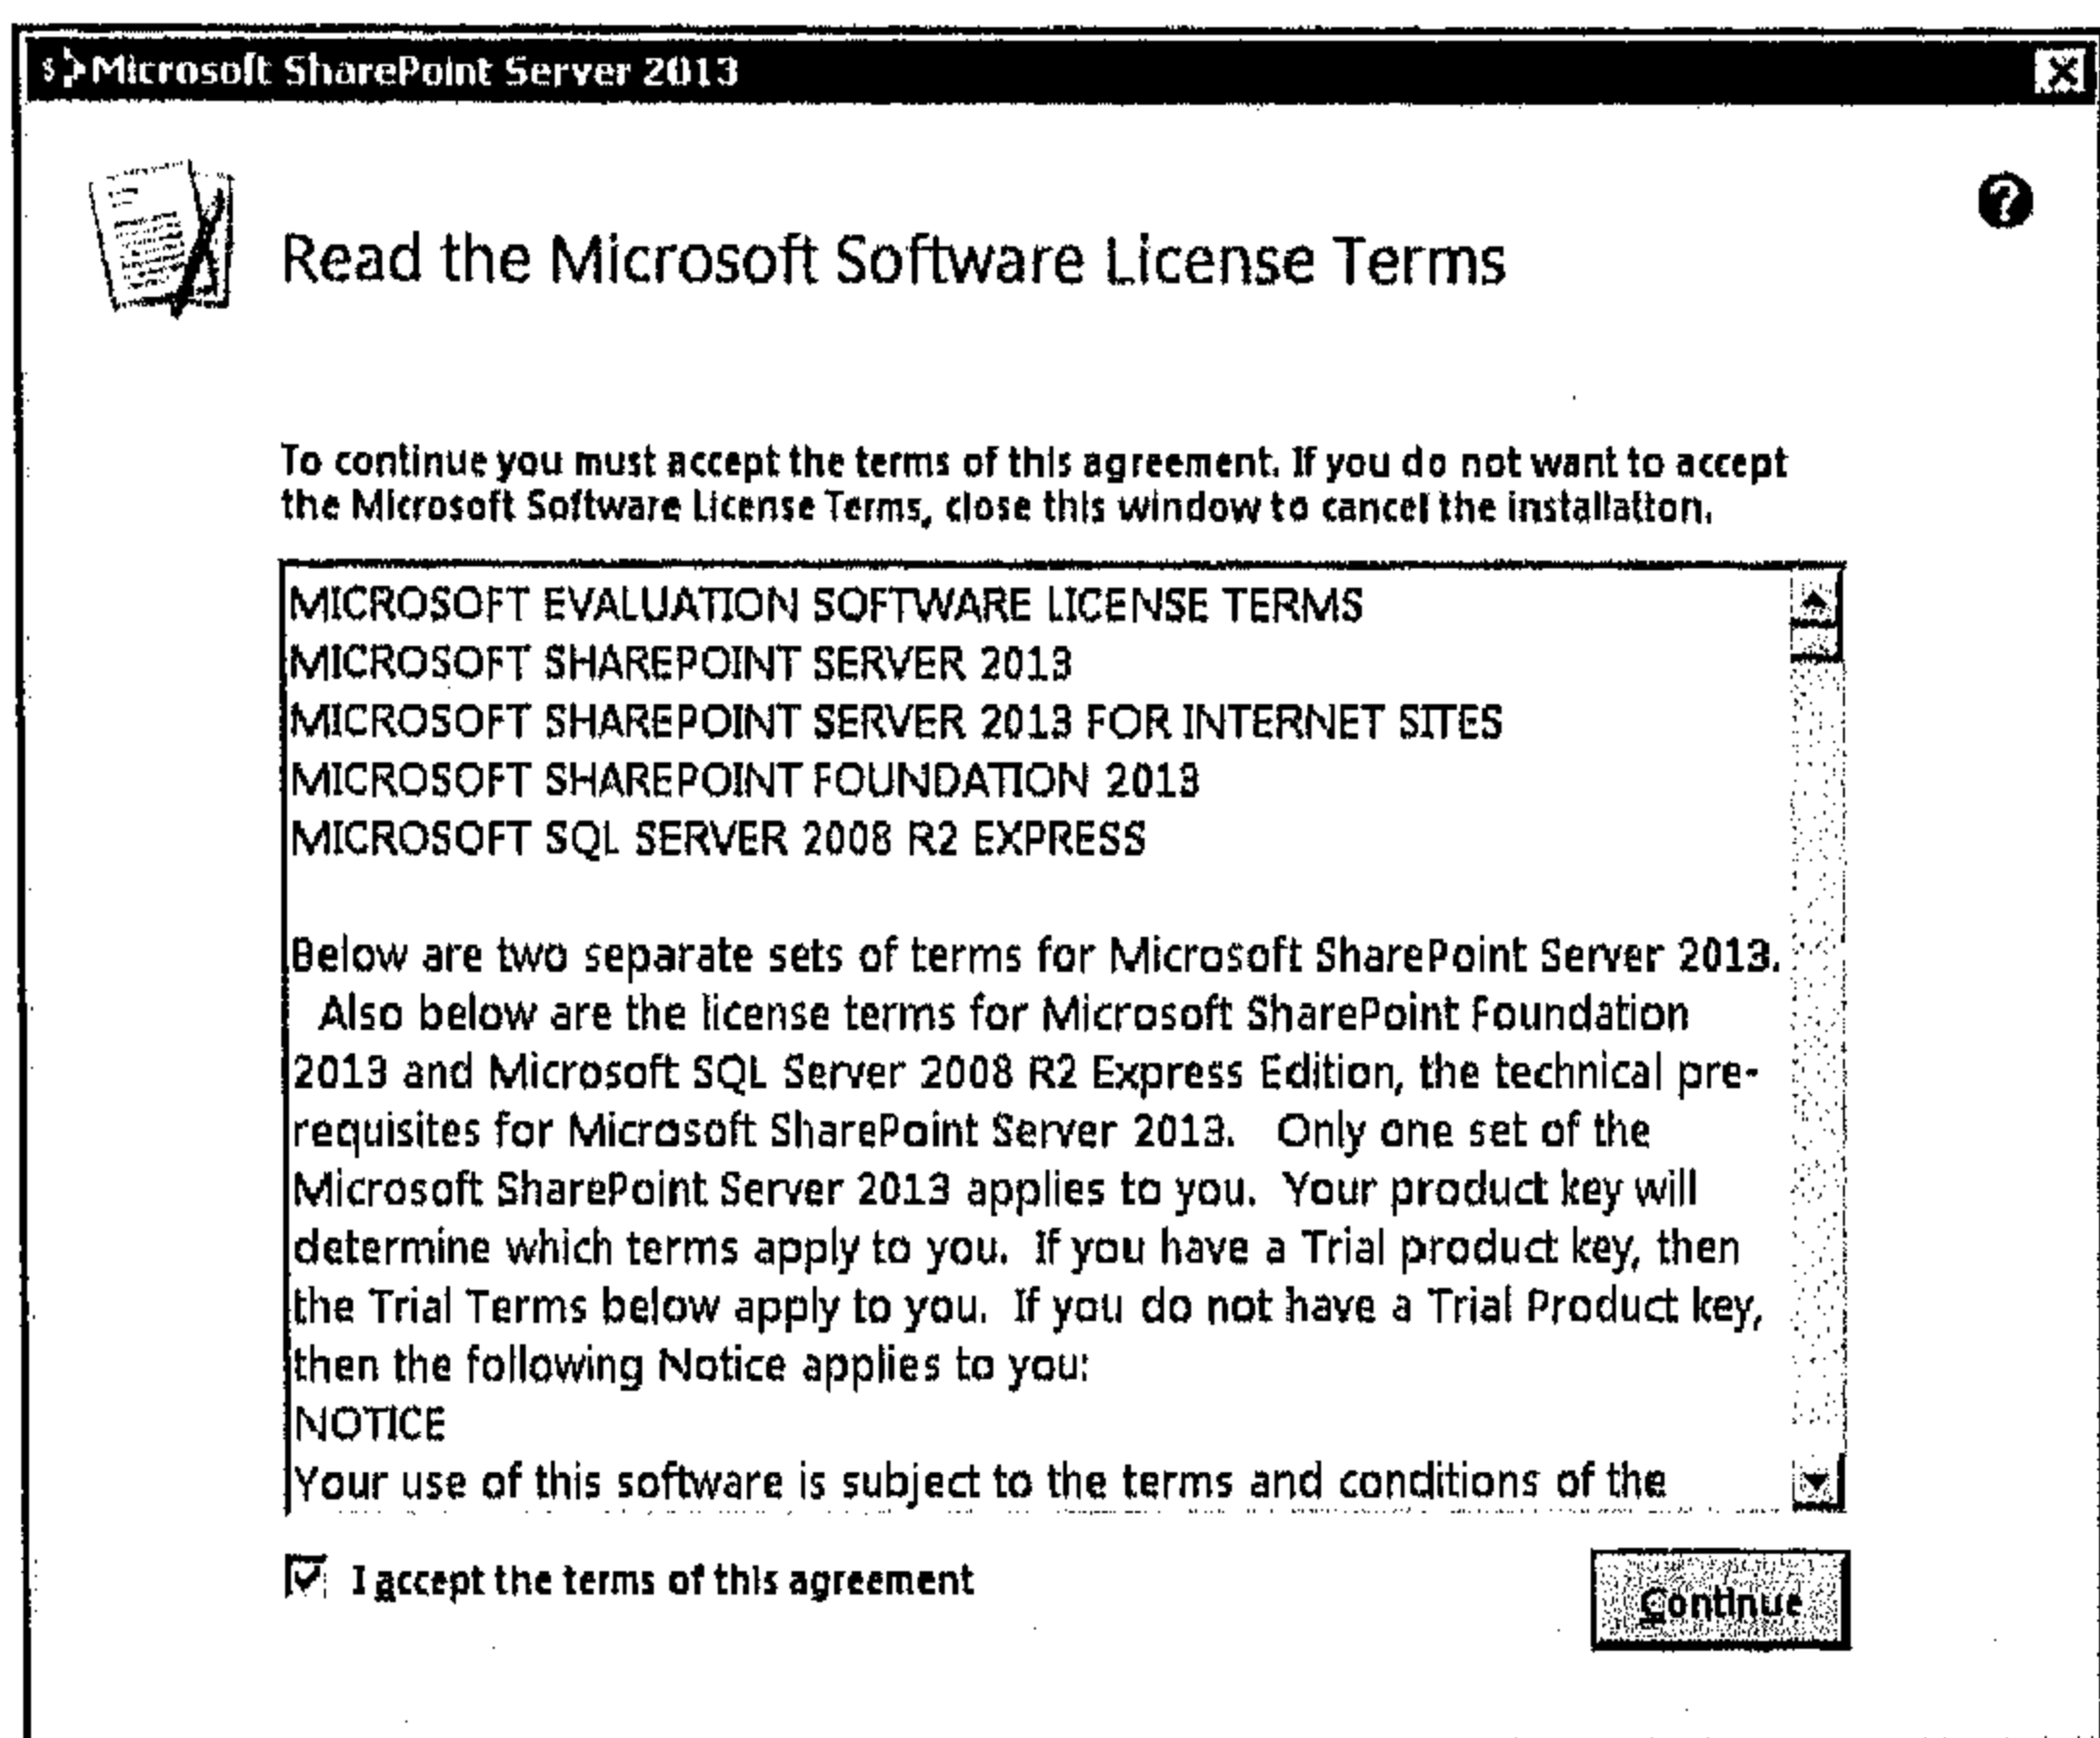 Microsoft SharePoint Server 2013
Read the Microsoft Software License Terms
To continue you must accept the terms of this agreement. If you do not want to accept
the Microsoft Software License Terms, close this window to cancel the installation.
MICROSOFT EVALUATION SOFTWARE LICENSE TERMS
MICROSOFT SHAREPOINT SERVER 2013
MICROSOFT SHAREPOINT SERVER 2013 FOR INTERNET SITES
MICROSOFT SHAREPOINT FOUNDATION 2013
MICROSOFT SQL SERVER 2008 R2 EXPRESS
Below are two separate sets of terms for Microsoft SharePoint Server 2013.
Also below are the license terms for Microsoft SharePoint Foundation
2013 and Microsoft SQL Server 2008 R2 Express Edition, the technical pre-
requisites for Microsoft SharePoint Server 2013. Only one set of the
Microsoft SharePoint Server 2013 applies to you. Your product key will
determine which terms apply to you. If you have a Trial product key, then
the Trial Terms below apply to you. If you do not have a Trial Product key,
then the following Notice applies to you:
NOTICE
Your use of this software is subject to the terms and conditions of the
I accept the terms of this agreement
Continue